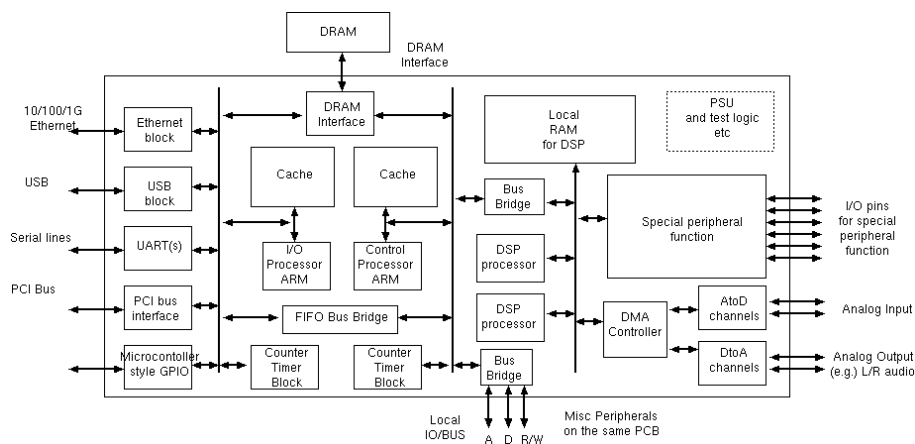 DRAM
DRAM
Interface
10/100/1G
Ethernet
Ethernet
block
DRAM
Interface
Local
RAM
for DSP
PSU
and test logic
etc
USB
USB
block
Cache
Cache
Bus
Bridge
Special peripheral
function
I/O pins
for special
peripheral
function
Serial lines
UART(s)
I/O
Processor
ARM
Control
Processor
ARM
DSP
processor
PCI Bus
PCI bus
interface
FIFO Bus Bridge
DSP
processor
DMA
Controller
AtoD
channels
Analog Input
Microcontoller
style GPIO
Counter
Timer
Block
Counter
Timer
Block
Bus
Bridge
DtoA
channels
Analog Output
(e.g.) L/R audio
Local
IO/BUS
A D R/W
Misc Peripherals
on the same PCB